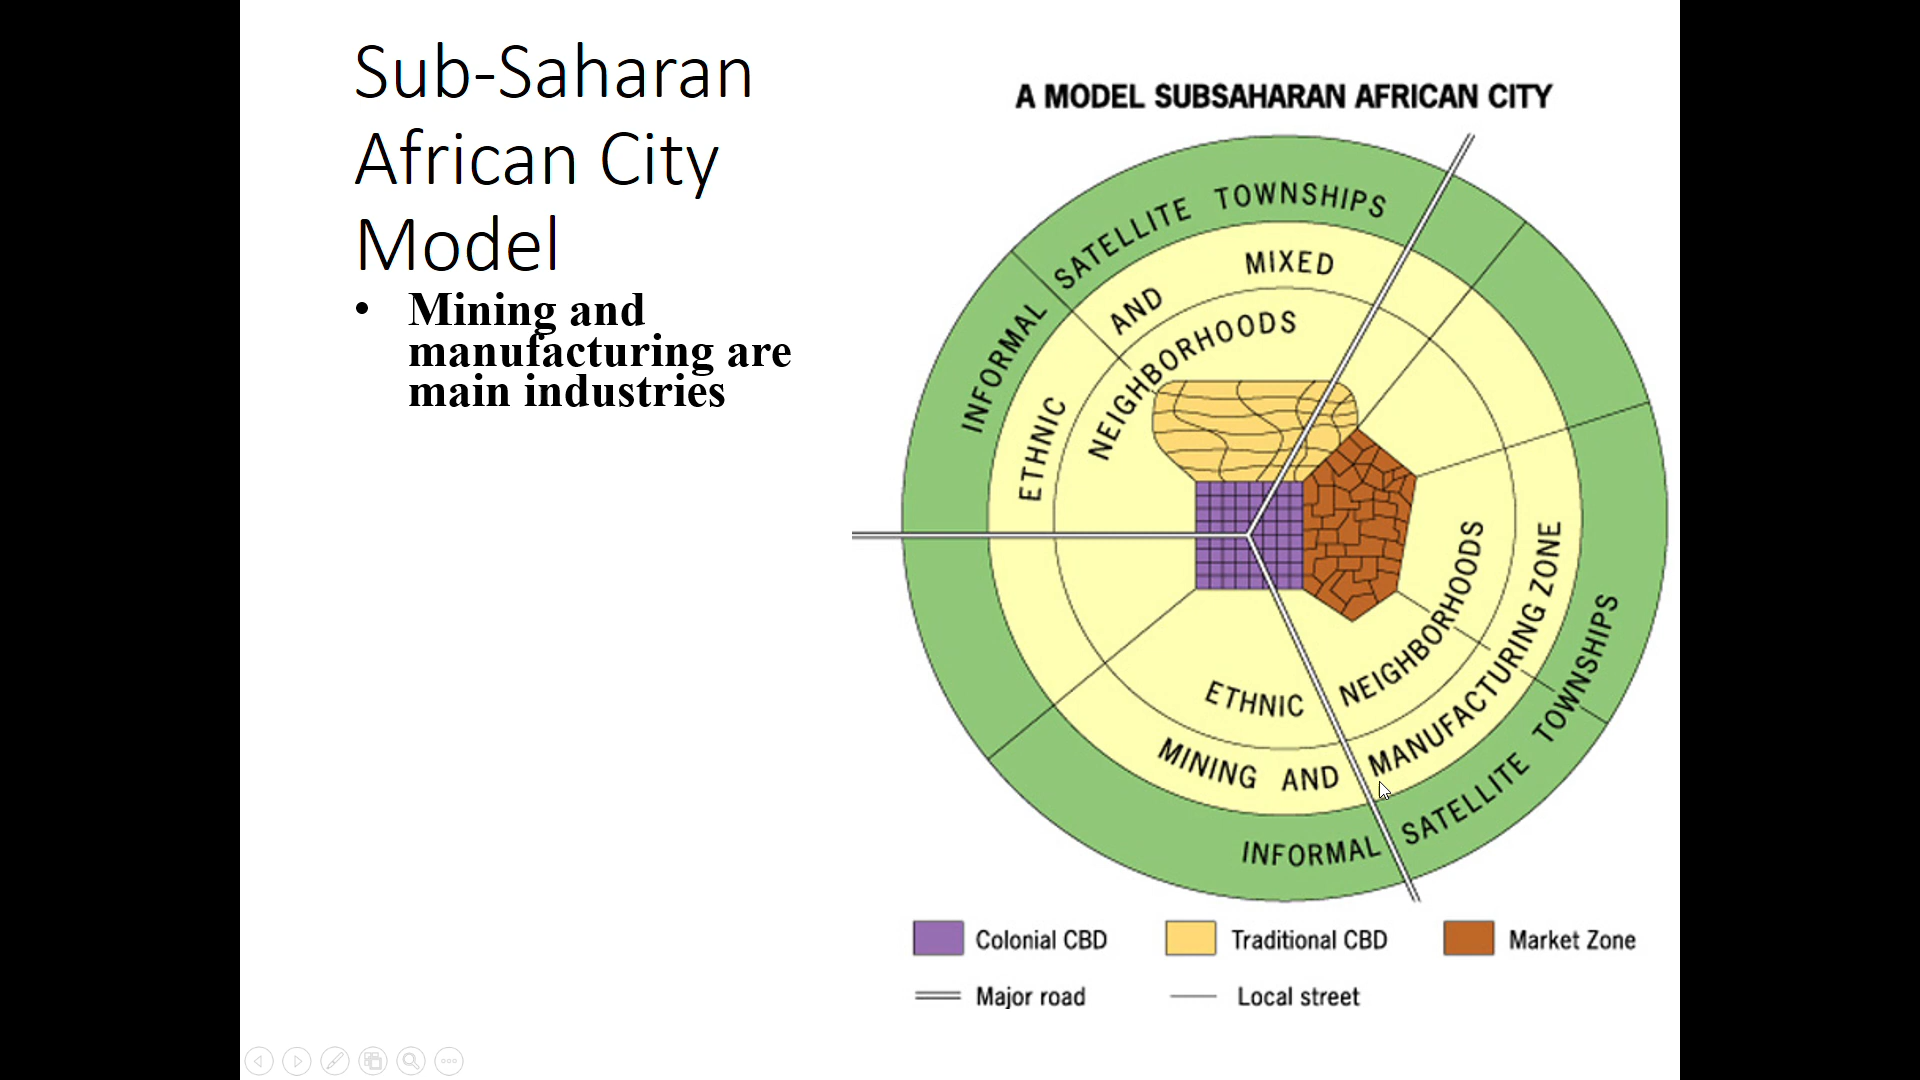 Sub-Saharan
African City
Model
• Mining and
manufacturing are
main industries
A MODEL SUBSAHARAN AFRICAN CITY
INFORMAL SATELLITE TOWNSHIPS
ETHNIC AND MIXED
NEIGHBORHOODS
ETHNIC NEIGHBORHOODS
MINING AND MANUFACTURING ZONE
INFORMAL SATELLITE TOWNSHIPS
Colonial CBD Traditional CBD Market Zone
Major road Local street